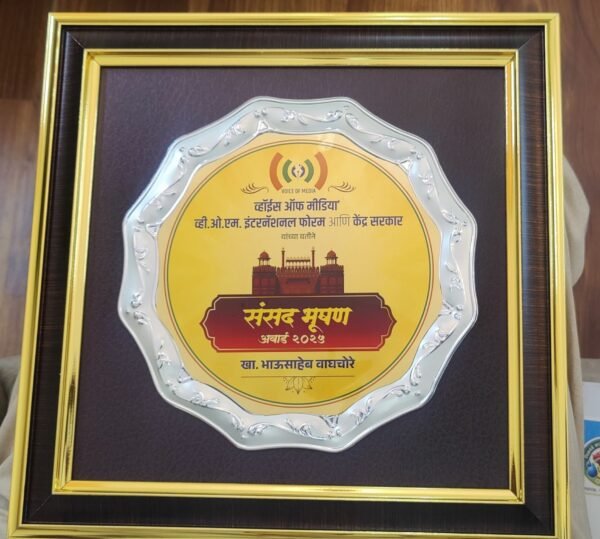 VOICE OF MEDIA
व्हॉईस ऑफ मीडिया'
व्ही.ओ.एम. इंटरनॅशनल फोरम आणि केंद्र सरकार
यांच्या वतीने
संसद भूषण
अवार्ड २०२५
खा. भाऊसाहेब वाघचौरे